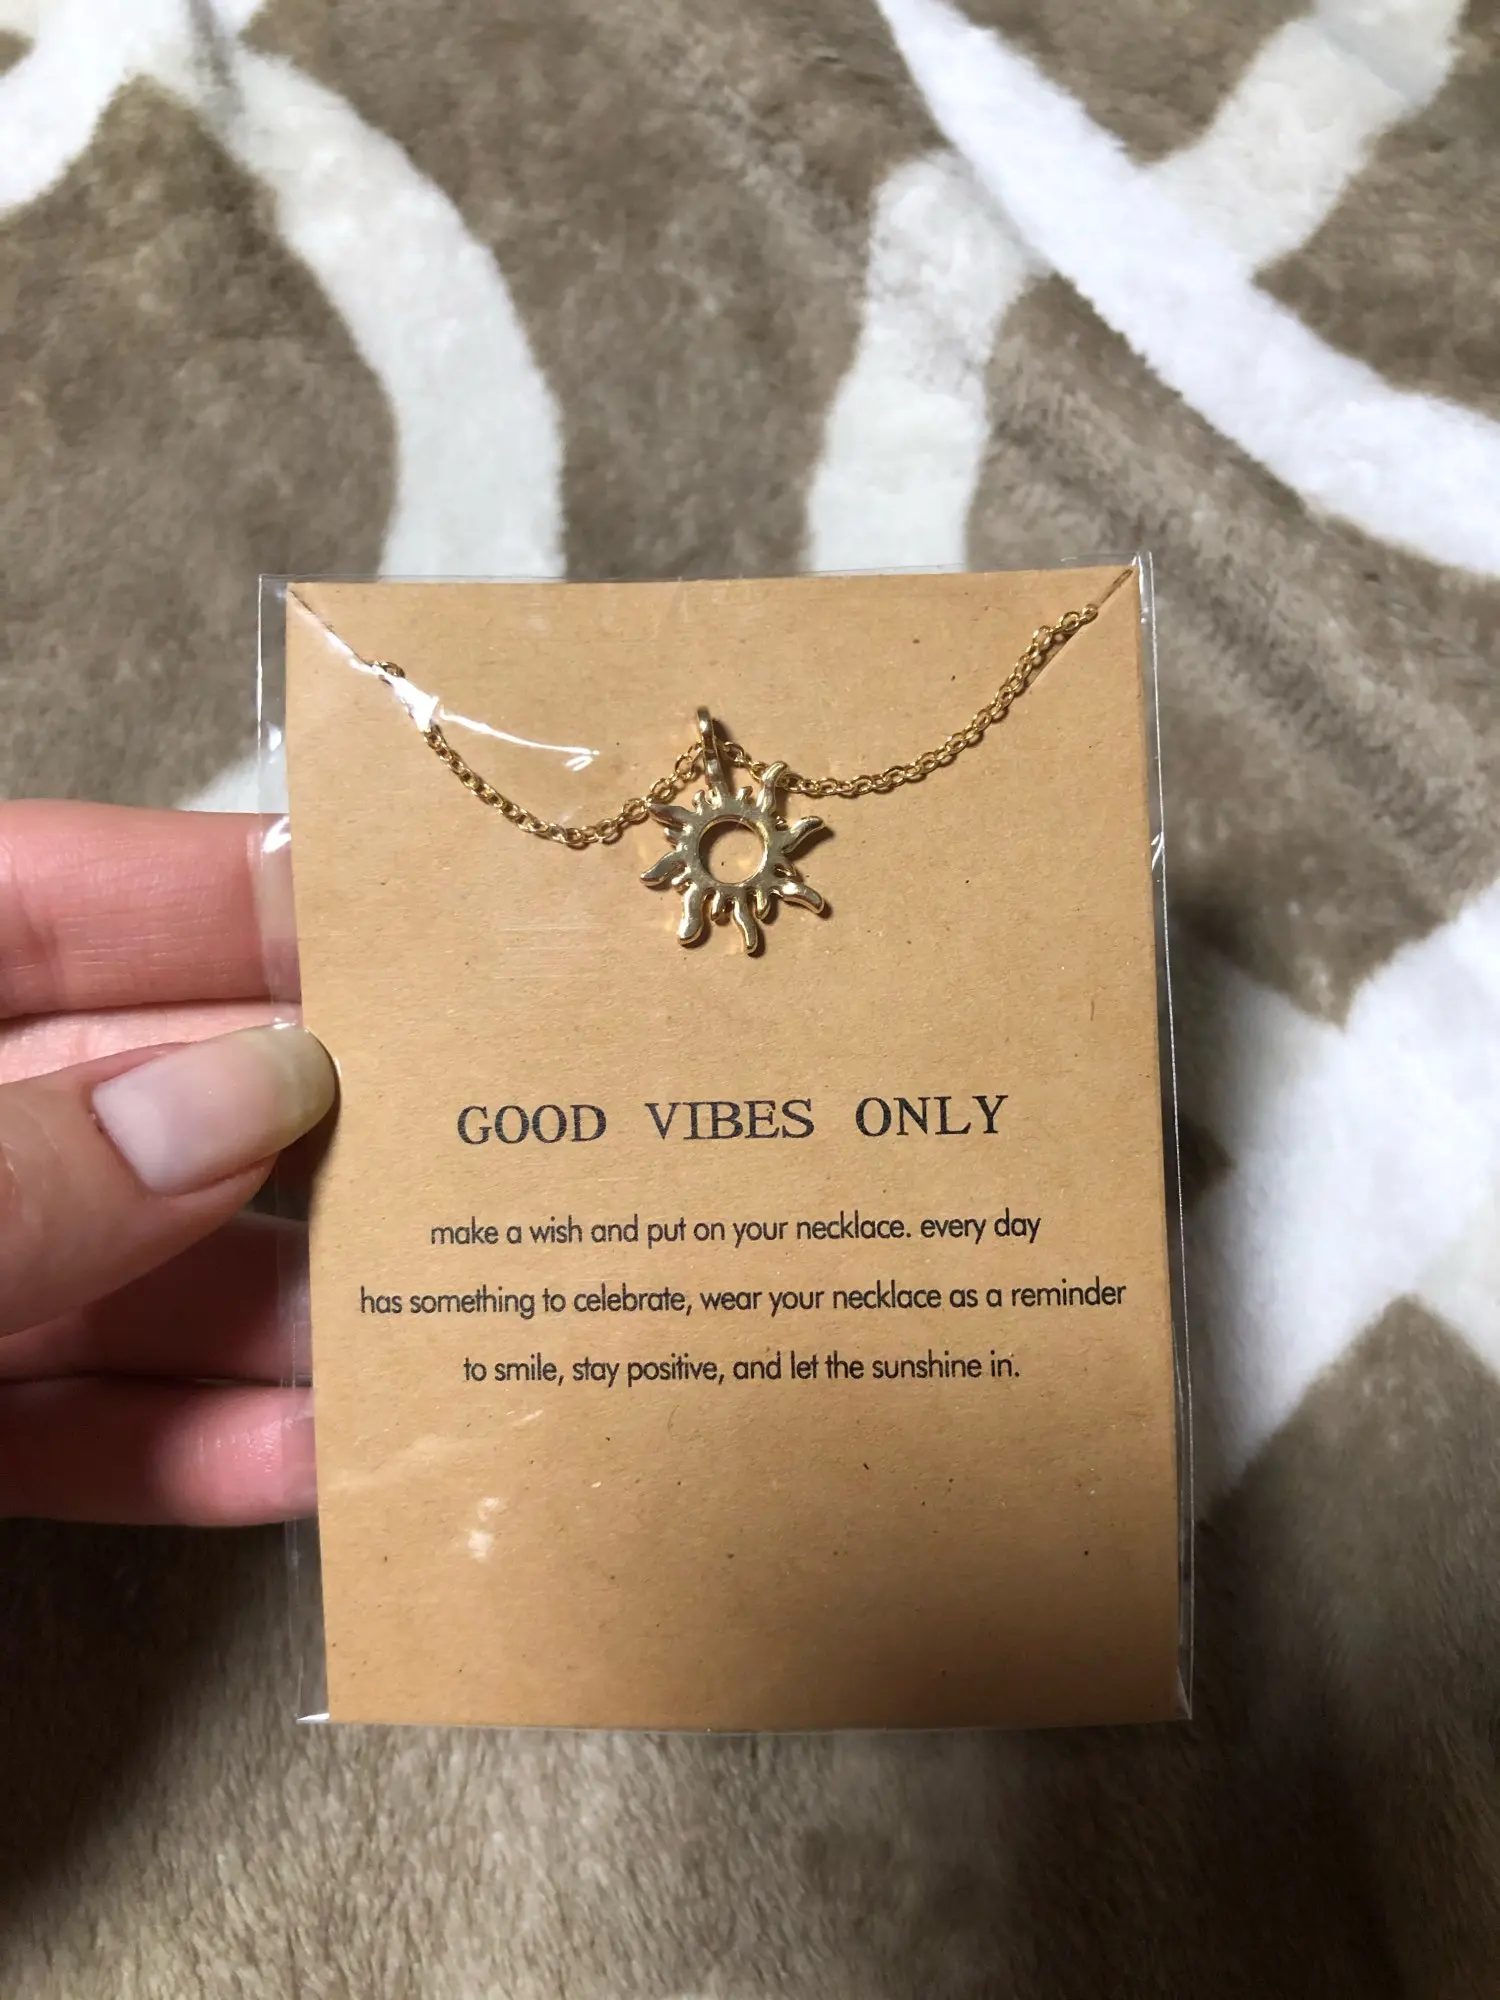 GOOD VIBES ONLY
make a wish and put on your necklace. every day
has something to celebrate, wear your necklace as a reminder
to smile, stay positive, and let the sunshine in.